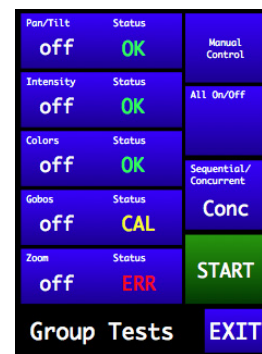 Pan/Tilt Status
off OK
Manual
Control
Intensity Status
off OK
All On/Off
Colors Status
off OK
Sequential/
Concurrent
Conc
Gobos Status
off CAL
Zoom Status
off ERR
START
Group Tests EXIT